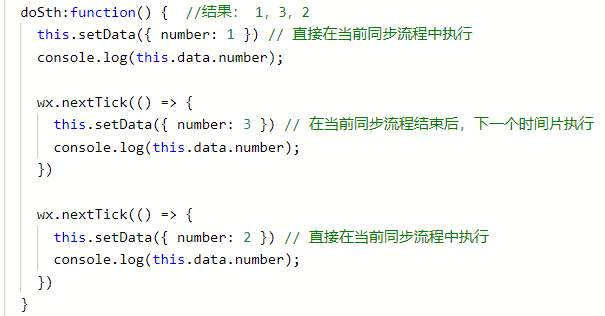 doSth:function() {  //结果： 1，3，2
  this.setData({ number: 1 }) // 直接在当前同步流程中执行
  console.log(this.data.number);

  wx.nextTick(() => {
    this.setData({ number: 3 }) // 在当前同步流程结束后，下一个时间片执行
    console.log(this.data.number);
  })

  wx.nextTick(() => {
    this.setData({ number: 2 }) // 直接在当前同步流程中执行
    console.log(this.data.number);
  })
}